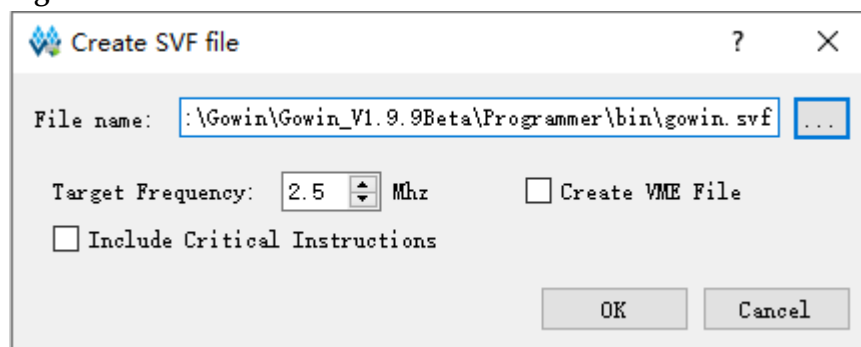 Create SVF file ?
File name: :\Gowin\Gowin_V1.9.9Beta\Programmer\bin\gowin.svf ...
Target Frequency: 2.5 Mhz Create VME File
Include Critical Instructions
OK Cancel